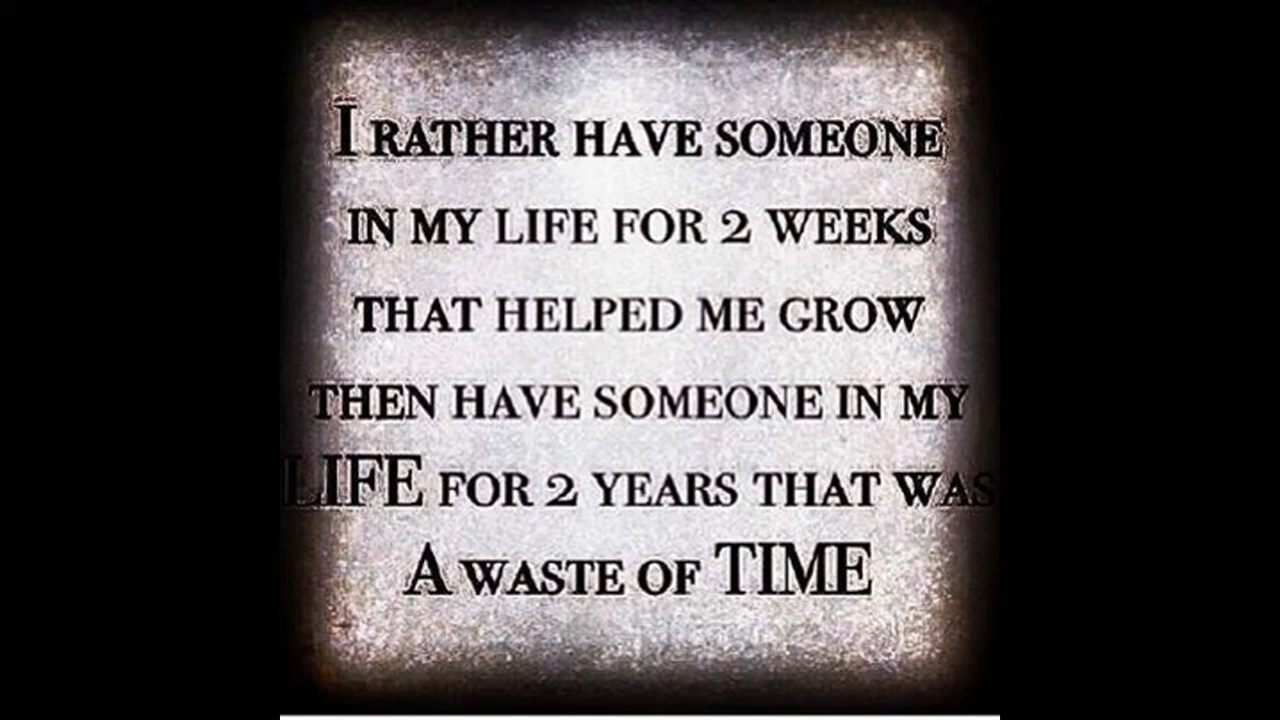 I RATHER HAVE SOMEONE
IN MY LIFE FOR 2 WEEKS
THAT HELPED ME GROW
THEN HAVE SOMEONE IN MY
LIFE FOR 2 YEARS THAT WAS
A WASTE OF TIME